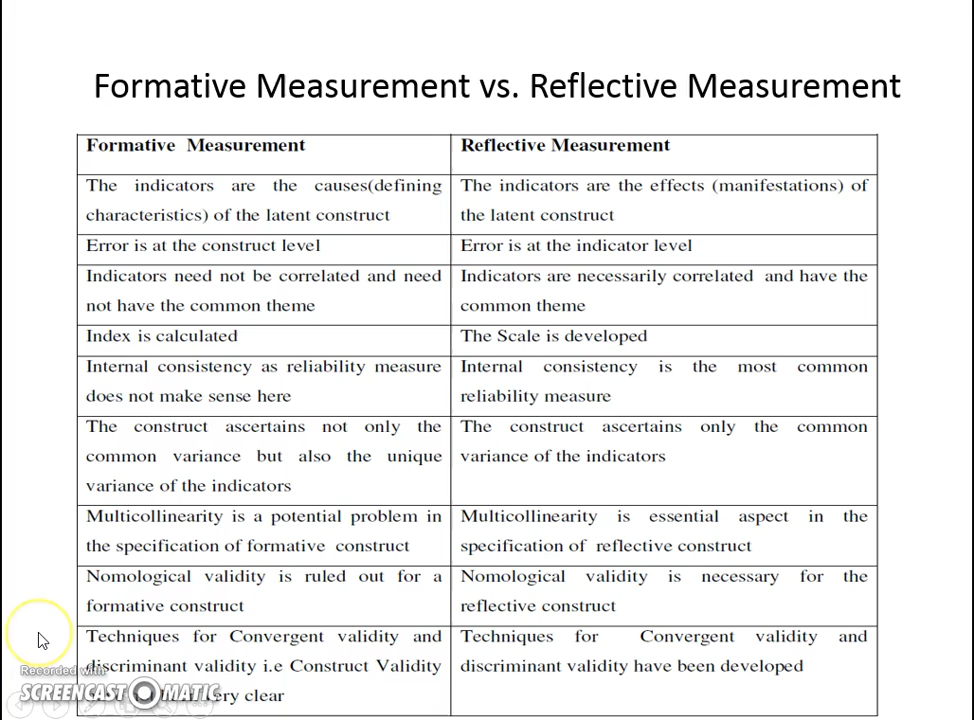 Formative Measurement vs. Reflective Measurement
Formative Measurement
Reflective Measurement
The indicators are the causes(defining
characteristics) of the latent construct
The indicators are the effects (manifestations) of
the latent construct
Error is at the construct level
Error is at the indicator level
Indicators need not be correlated and need
not have the common theme
Indicators are necessarily correlated and have the
common theme
Index is calculated
The Scale is developed
Internal consistency as reliability measure
does not make sense here
Internal consistency is the most common
reliability measure
The construct ascertains not only the
common variance but also the unique
variance of the indicators
The construct ascertains only the common
variance of the indicators
Multicollinearity is a potential problem in
the specification of formative construct
Multicollinearity is essential aspect in the
specification of reflective construct
Nomological validity is ruled out for a
formative construct
Nomological validity is necessary for the
reflective construct
Techniques for Convergent validity and
discriminant validity i.e Construct Validity
very clear
Techniques for Convergent validity and
discriminant validity have been developed
Recorded with
SCREENCAST MATIC